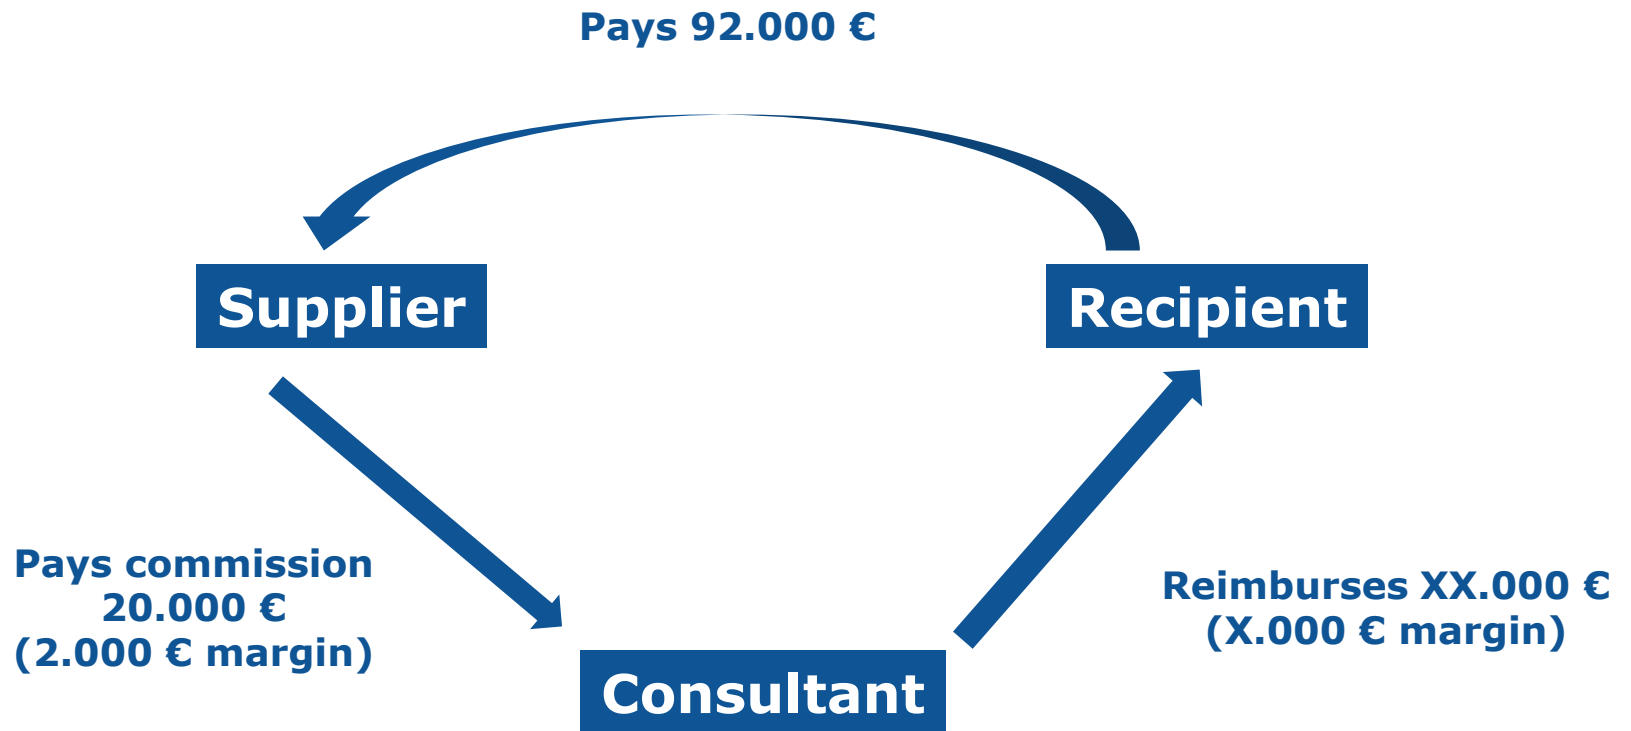 Pays 92.000 €
Supplier
Recipient
Pays commission
20.000 €
(2.000 € margin)
Reimburses XX.000 €
(X.000 € margin)
Consultant